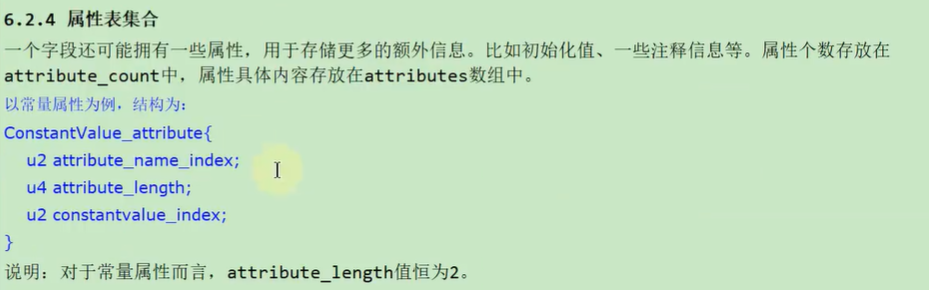 6.2.4 属性表集合
一个字段还可能拥有一些属性，用于存储更多的额外信息。比如初始化值、一些注释信息等。属性个数存放在
attribute_count中，属性具体内容存放在attributes数组中。
以常量属性为例，结构为：
ConstantValue_attribute{
u2 attribute_name_index;
u4 attribute_length;
u2 constantvalue_index;
}
说明：对于常量属性而言，attribute_length值恒为2。